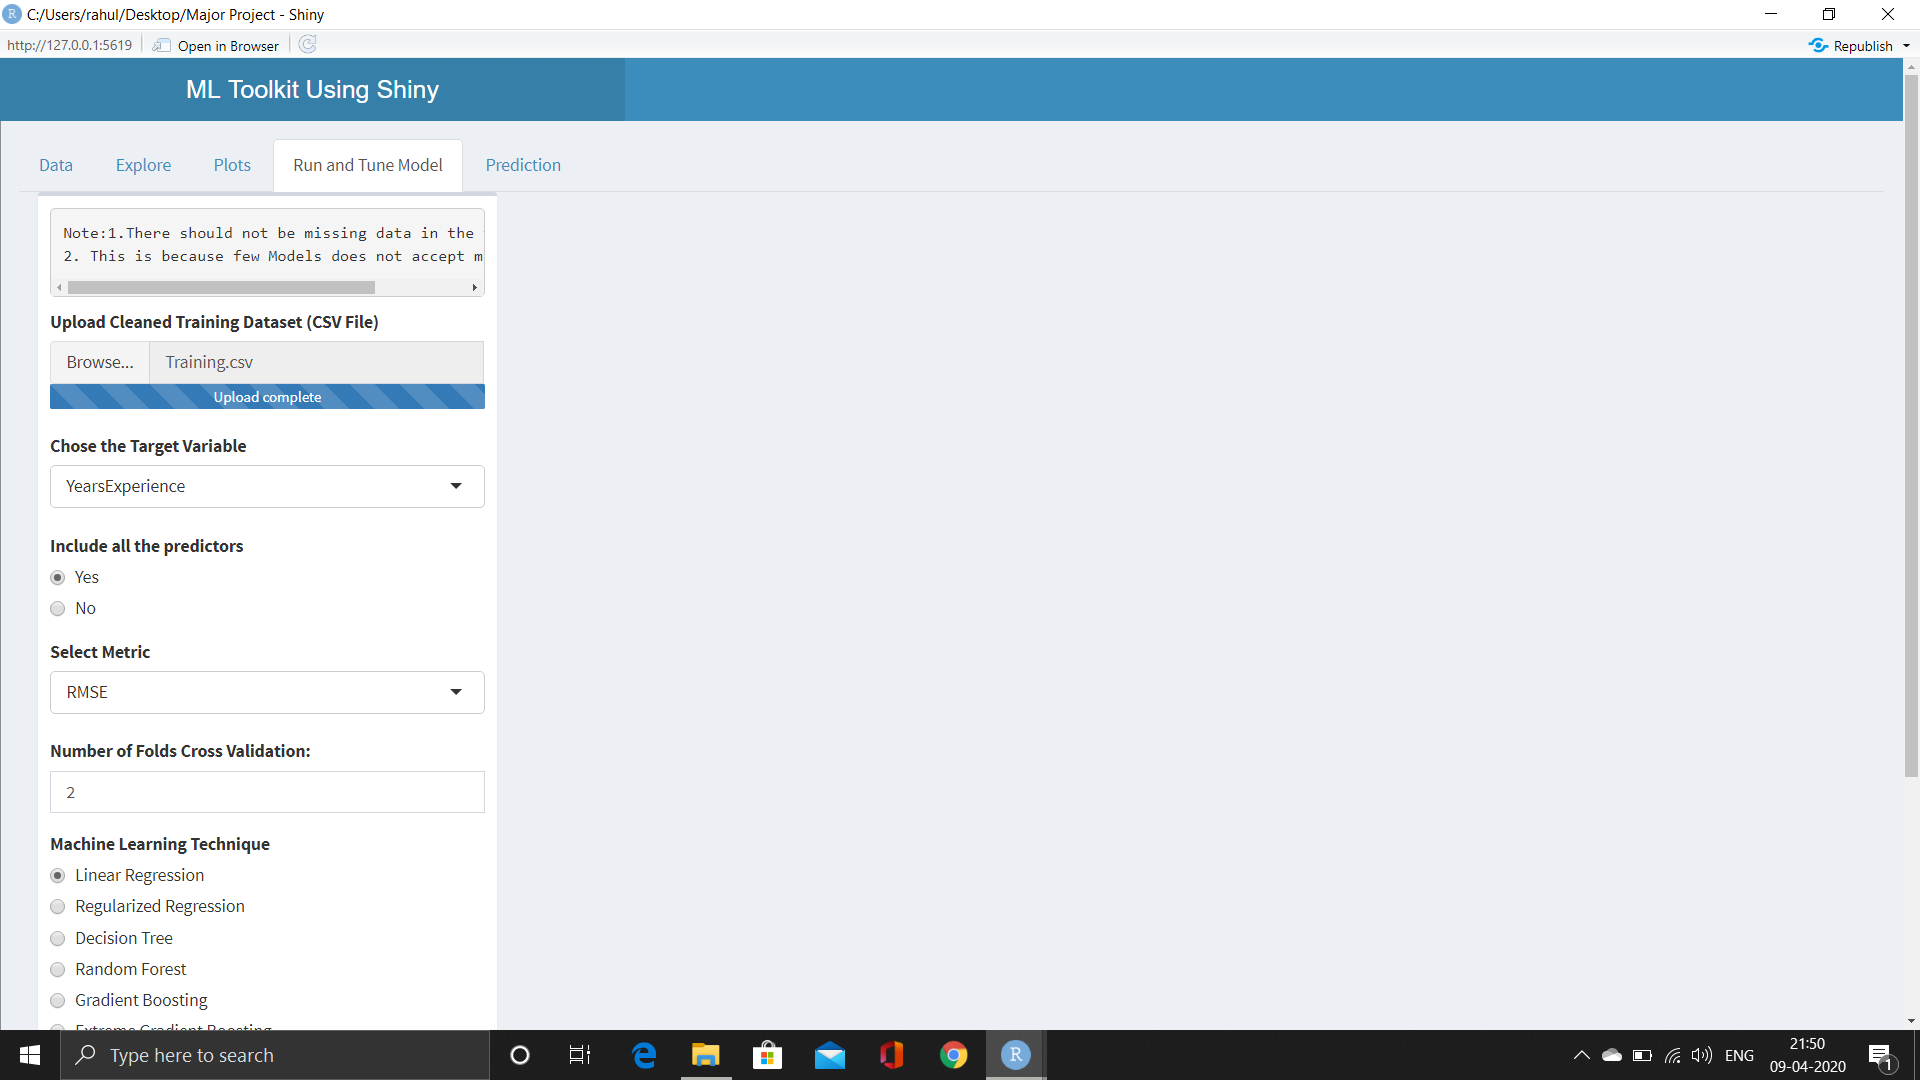 C:/Users/rahul/Desktop/Major Project - Shiny
http://127.0.0.1:5619 Open in Browser Republish
ML Toolkit Using Shiny
Data Explore Plots Run and Tune Model Prediction
Note:1.There should not be missing data in the
2. This is because few Models does not accept m
Upload Cleaned Training Dataset (CSV File)
Browse... Training.csv
Upload complete
Chose the Target Variable
YearsExperience
Include all the predictors
Yes
No
Select Metric
RMSE
Number of Folds Cross Validation:
2
Machine Learning Technique
Linear Regression
Regularized Regression
Decision Tree
Random Forest
Gradient Boosting
Extreme Gradient Boosting
Type here to search
R
ENG
21:50
09-04-2020
1